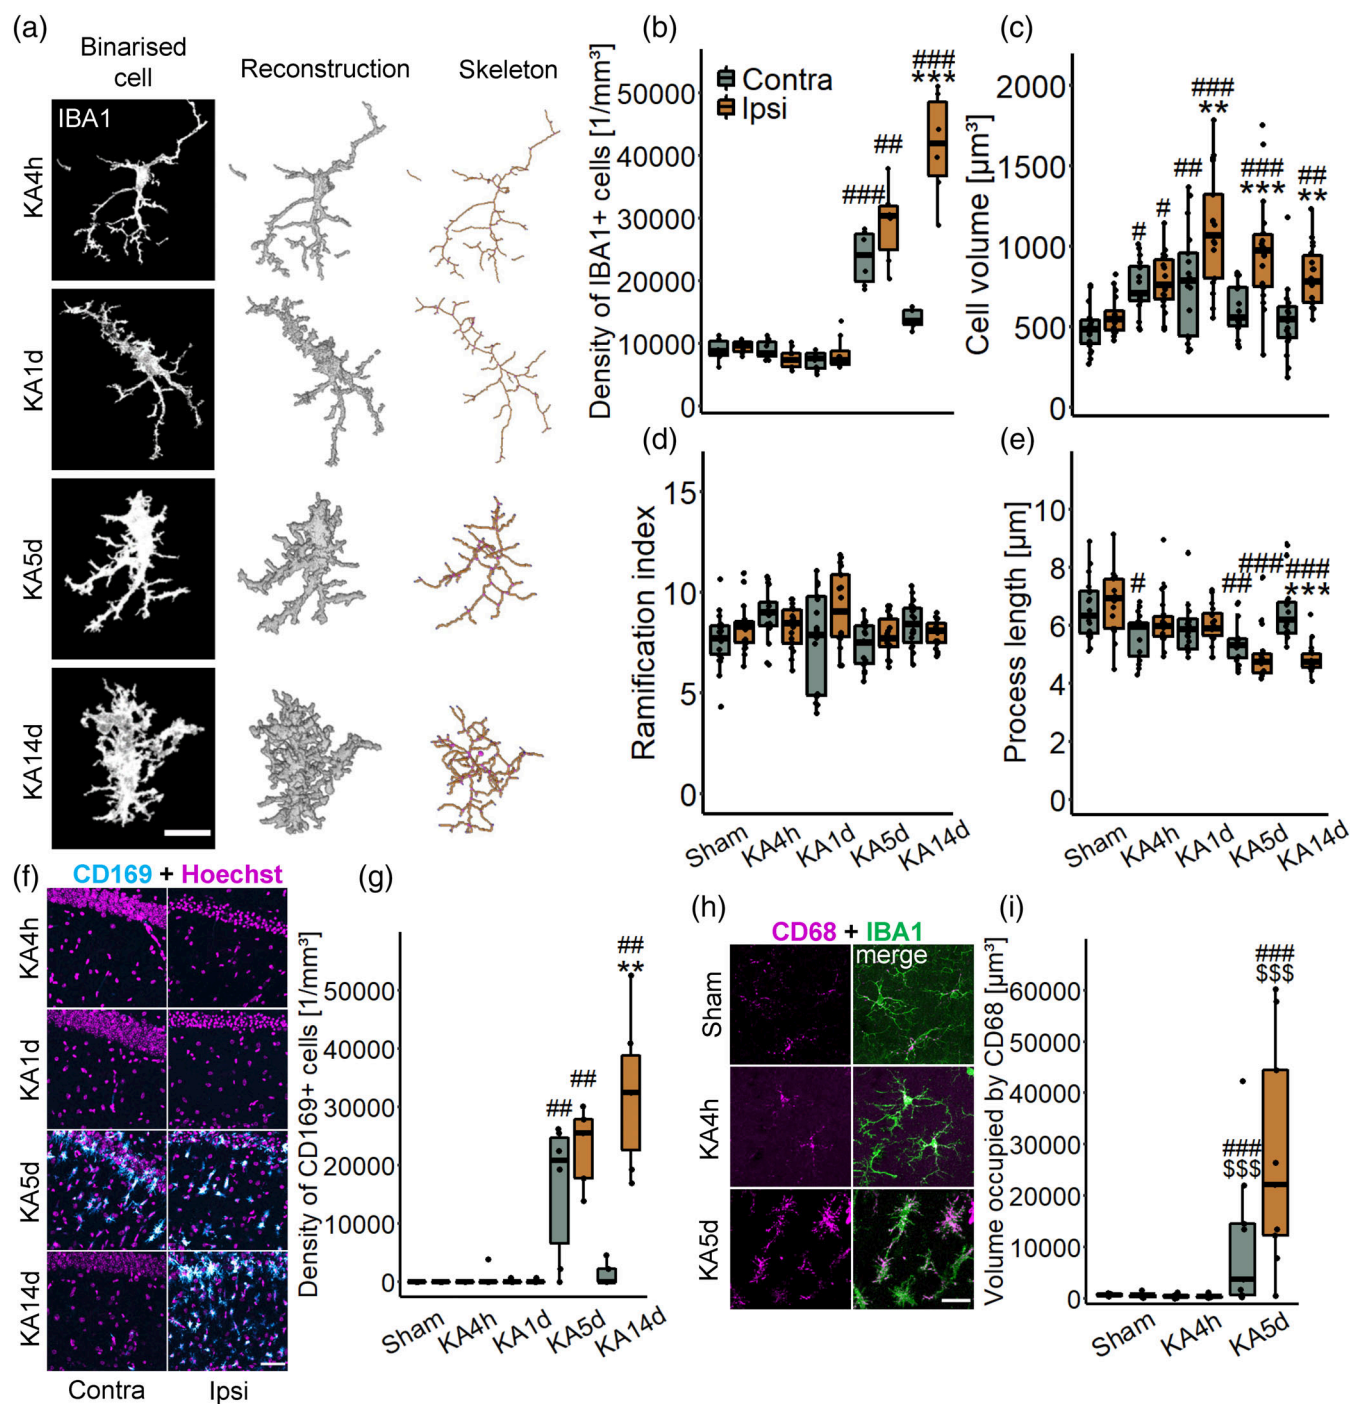 (a)
Binarised
cell
Reconstruction
Skeleton
IBA1
KA4h
KA1d
KA5d
KA14d
(b)
Density of IBA1+ cells [1/mm³]
50000
40000
30000
20000
10000
0
Contra
Ipsi
###
##
###
***
(c)
Cell volume [µm³]
2000
1500
1000
500
0
#
#
##
###
**
###
***
##
**
(d)
Ramification index
15
10
5
0
Sham
KA4h
KA1d
KA5d
KA14d
(e)
Process length [µm]
10
8
6
4
2
0
#
##
###
###
***
Sham
KA4h
KA1d
KA5d
KA14d
(f)
CD169 + Hoechst
KA4h
KA1d
KA5d
KA14d
Contra
Ipsi
(g)
Density of CD169+ cells [1/mm³]
50000
40000
30000
20000
10000
0
##
##
##
**
Sham
KA4h
KA1d
KA5d
KA14d
(h)
CD68 + IBA1
merge
Sham
KA4h
KA5d
(i)
Volume occupied by CD68 [µm³]
60000
50000
40000
30000
20000
10000
0
###
$$$
###
$$$
Sham
KA4h
KA5d